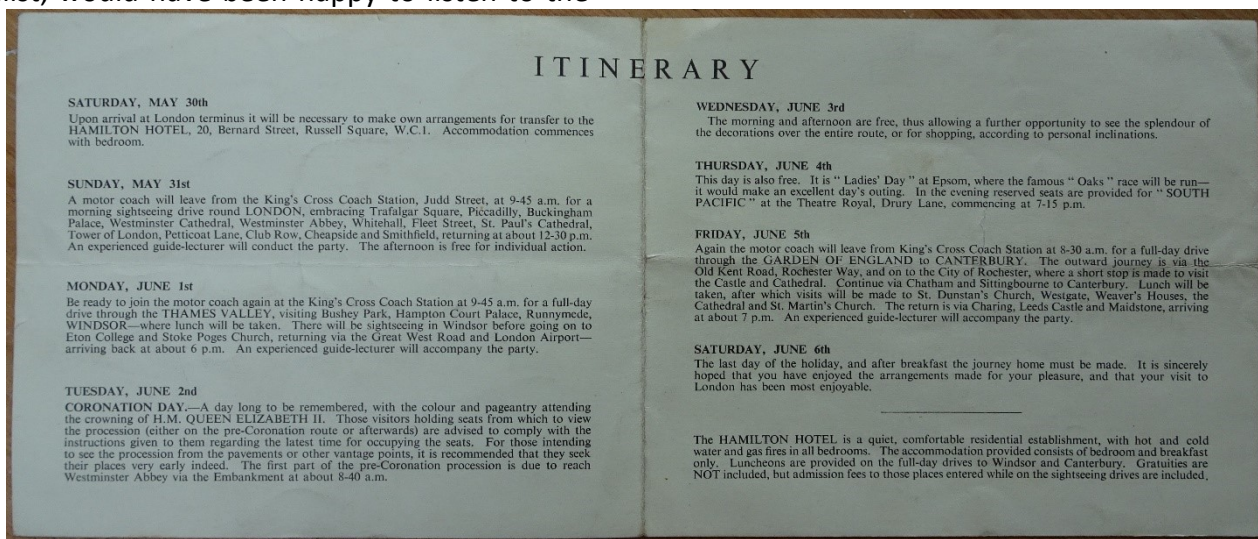 list, would have been happy to listen to the
ITINERARY
SATURDAY, MAY 30th
Upon arrival at London terminus it will be necessary to make own arrangements for transfer to the
HAMILTON HOTEL, 20, Bernard Street, Russell Square, W.C.1. Accommodation commences
with bedroom.
SUNDAY, MAY 31st
A motor coach will leave from the King's Cross Coach Station, Judd Street, at 9-45 a.m. for a
morning sightseeing drive round LONDON, embracing Trafalgar Square, Piccadilly, Buckingham
Palace, Westminster Cathedral, Westminster Abbey, Whitehall, Fleet Street, St. Paul's Cathedral,
Tower of London, Petticoat Lane, Club Row, Cheapside and Smithfield, returning at about 12-30 p.m.
An experienced guide-lecturer will conduct the party. The afternoon is free for individual action.
MONDAY, JUNE 1st
Be ready to join the motor coach again at the King's Cross Coach Station at 9-45 a.m. for a full-day
drive through the THAMES VALLEY, visiting Bushey Park, Hampton Court Palace, Runnymede,
WINDSOR—where lunch will be taken. There will be sightseeing in Windsor before going on to
Eton College and Stoke Poges Church, returning via the Great West Road and London Airport—
arriving back at about 6 p.m. An experienced guide-lecturer will accompany the party.
TUESDAY, JUNE 2nd
CORONATION DAY.—A day long to be remembered, with the colour and pageantry attending
the crowning of H.M. QUEEN ELIZABETH II. Those visitors holding seats from which to view
the procession (either on the pre-Coronation route or afterwards) are advised to comply with the
instructions given to them regarding the latest time for occupying the seats. For those intending
to see the procession from the pavements or other vantage points, it is recommended that they seek
their places very early indeed. The first part of the pre-Coronation procession is due to reach
Westminster Abbey via the Embankment at about 8-40 a.m.
WEDNESDAY, JUNE 3rd
The morning and afternoon are free, thus allowing a further opportunity to see the splendour of
the decorations over the entire route, or for shopping, according to personal inclinations.
THURSDAY, JUNE 4th
This day is also free. It is "Ladies' Day" at Epsom, where the famous "Oaks" race will be run—
it would make an excellent day's outing. In the evening reserved seats are provided for "SOUTH
PACIFIC" at the Theatre Royal, Drury Lane, commencing at 7-15 p.m.
FRIDAY, JUNE 5th
Again the motor coach will leave from King's Cross Coach Station at 8-30 a.m. for a full-day drive
through the GARDEN OF ENGLAND to CANTERBURY. The outward journey is via the
Old Kent Road, Rochester Way, and on to the City of Rochester, where a short stop is made to visit
the Castle and Cathedral. Continue via Chatham and Sittingbourne to Canterbury. Lunch will be
taken, after which visits will be made to St. Dunstan's Church, Westgate, Weaver's Houses, the
Cathedral and St. Martin's Church. The return is via Charing, Leeds Castle and Maidstone, arriving
at about 7 p.m. An experienced guide-lecturer will accompany the party.
SATURDAY, JUNE 6th
The last day of the holiday, and after breakfast the journey home must be made. It is sincerely
hoped that you have enjoyed the arrangements made for your pleasure, and that your visit to
London has been most enjoyable.
The HAMILTON HOTEL is a quiet, comfortable residential establishment, with hot and cold
water and gas fires in all bedrooms. The accommodation provided consists of bedroom and breakfast
only. Luncheons are provided on the full-day drives to Windsor and Canterbury. Gratuities are
NOT included, but admission fees to those places entered while on the sightseeing drives are included.